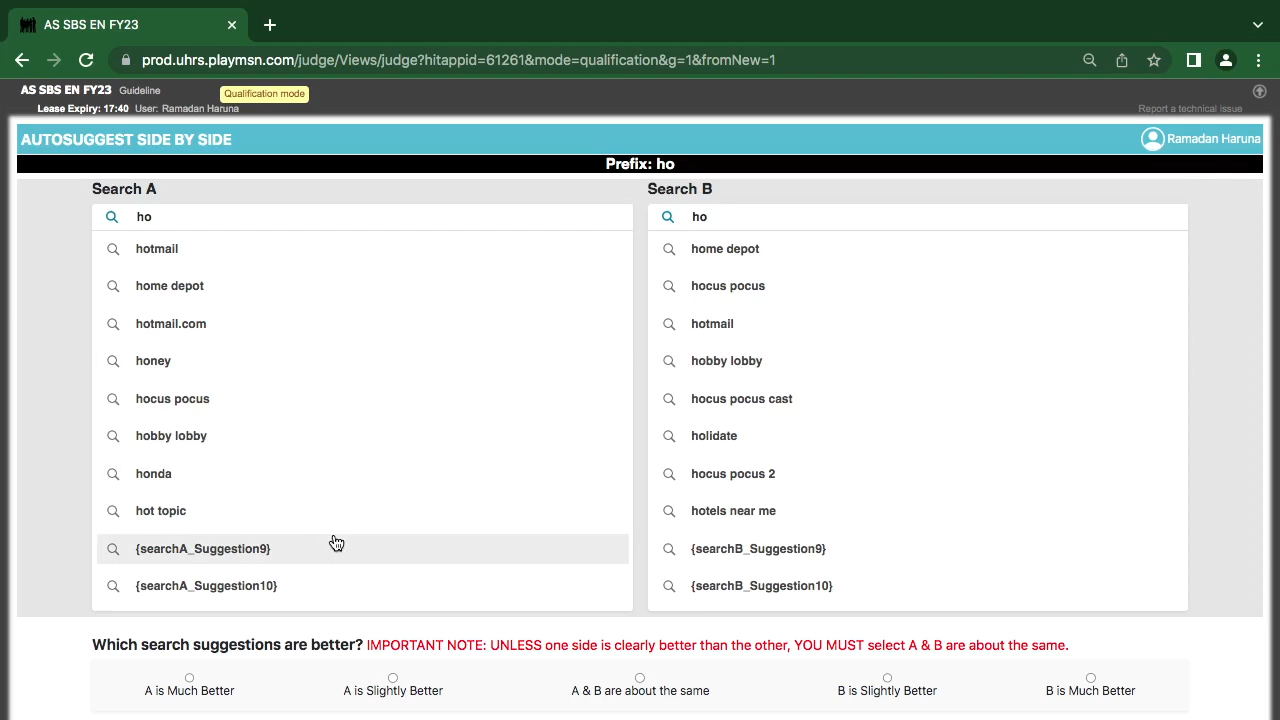 AS SBS EN FY23
prod.uhrs.playmsn.com/judge/Views/judge?hitappid=61261&mode=qualification&g=1&fromNew=1
AS SBS EN FY23 Guideline Qualification mode
Lease Expiry: 17:40 User: Ramadan Haruna Report a technical issue
AUTOSUGGEST SIDE BY SIDE Ramadan Haruna
Prefix: ho
Search A
ho
hotmail
home depot
hotmail.com
honey
hocus pocus
hobby lobby
honda
hot topic
{searchA_Suggestion9}
{searchA_Suggestion10}
Search B
ho
home depot
hocus pocus
hotmail
hobby lobby
hocus pocus cast
holidate
hocus pocus 2
hotels near me
{searchB_Suggestion9}
{searchB_Suggestion10}
Which search suggestions are better? IMPORTANT NOTE: UNLESS one side is clearly better than the other, YOU MUST select A & B are about the same.
A is Much Better A is Slightly Better A & B are about the same B is Slightly Better B is Much Better